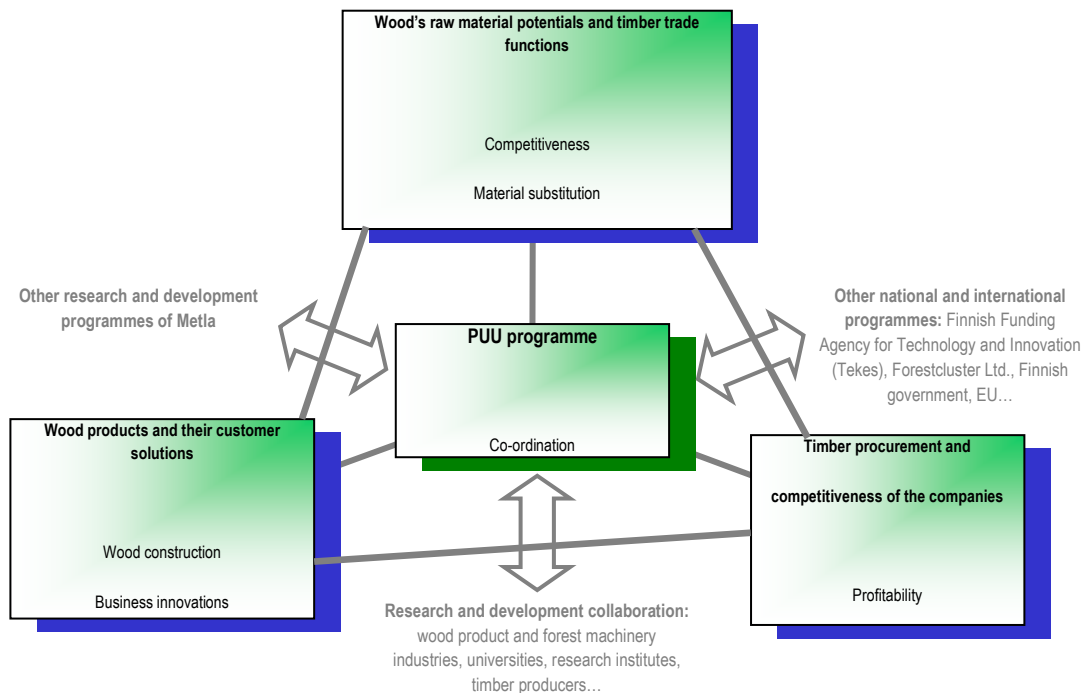 Wood's raw material potentials and timber trade
functions
Competitiveness
Material substitution
Other research and development
programmes of Metla
Other national and international
programmes: Finnish Funding
Agency for Technology and Innovation
(Tekes), Forestcluster Ltd., Finnish
government, EU…
PUU programme
Co-ordination
Wood products and their customer
solutions
Wood construction
Business innovations
Timber procurement and
competitiveness of the companies
Profitability
Research and development collaboration:
wood product and forest machinery
industries, universities, research institutes,
timber producers…